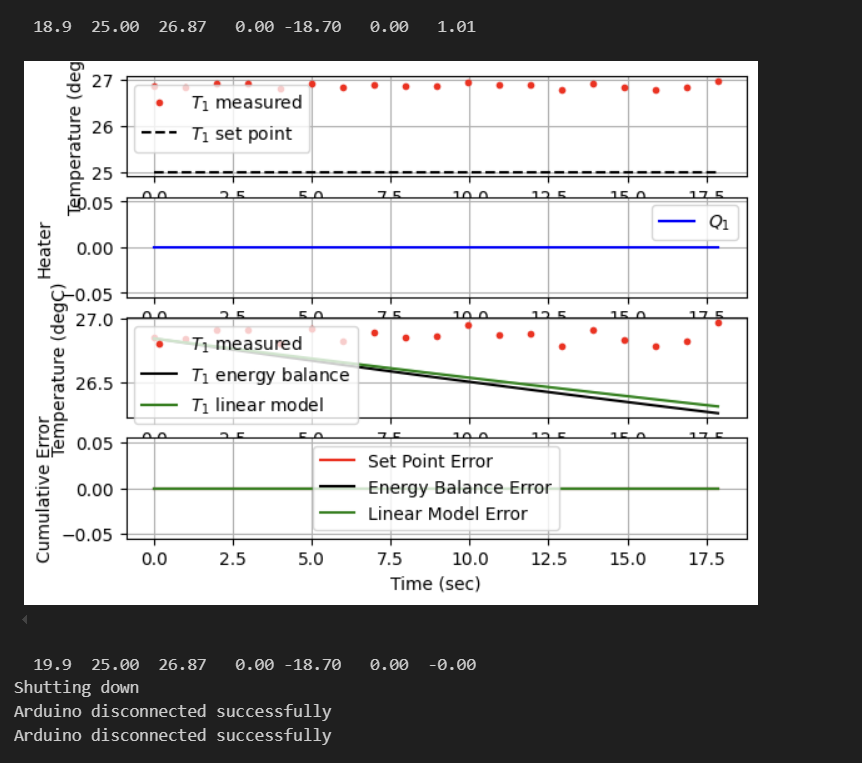 18.9 25.00 26.87 0.00 -18.70 0.00 1.01
Temperature (deg
27
26
25
T1 measured
T1 set point
0.0 2.5 5.0 7.5 10.0 12.5 15.0 17.5
Heater
0.05
0.00
−0.05
Q1
0.0 2.5 5.0 7.5 10.0 12.5 15.0 17.5
Temperature (degC)
27.0
26.5
T1 measured
T1 energy balance
T1 linear model
0.0 2.5 5.0 7.5 10.0 12.5 15.0 17.5
Cumulative Error
0.05
0.00
−0.05
Set Point Error
Energy Balance Error
Linear Model Error
0.0 2.5 5.0 7.5 10.0 12.5 15.0 17.5
Time (sec)
19.9 25.00 26.87 0.00 -18.70 0.00 -0.00
Shutting down
Arduino disconnected successfully
Arduino disconnected successfully